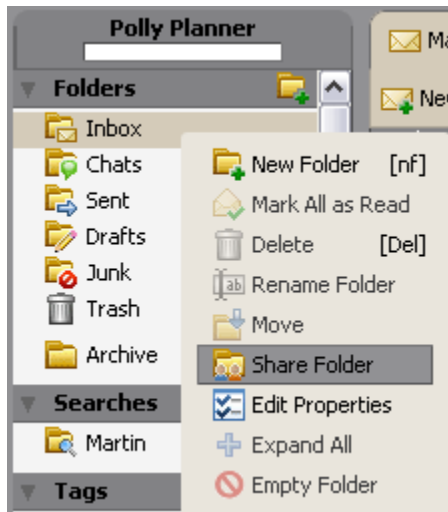 Polly Planner
Folders
Inbox
Chats
Sent
Drafts
Junk
Trash
Archive
Searches
Martin
Tags
New Folder [nf]
Mark All as Read
Delete [Del]
Rename Folder
Move
Share Folder
Edit Properties
Expand All
Empty Folder